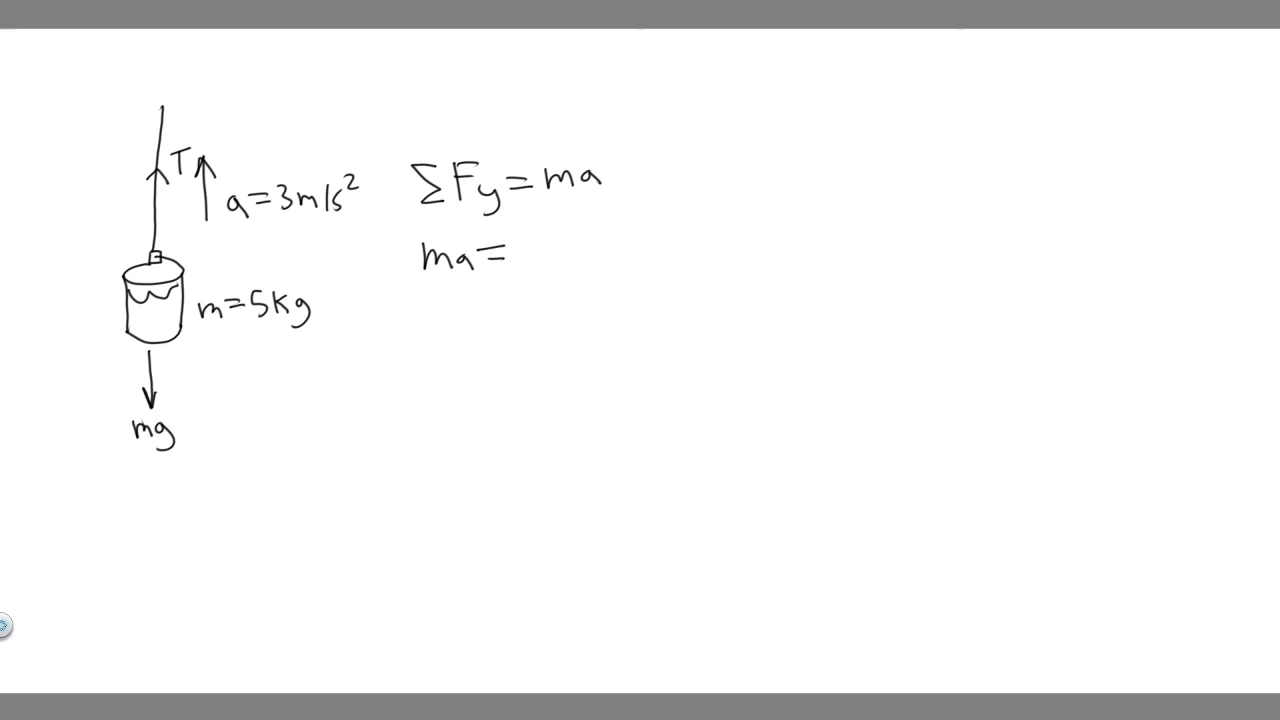 T
a=3m/s²
ΣFy=ma
ma=
m=5kg
mg